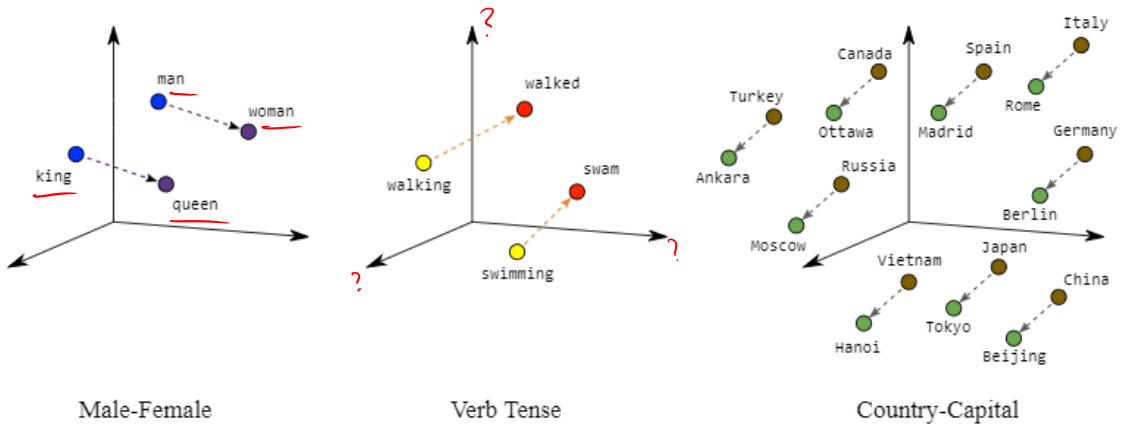 ?
man
woman
king
queen
Male-Female
walked
walking
swam
swimming
?
?
Verb Tense
Italy
Spain
Canada
Rome
Turkey
Ottawa
Madrid
Germany
Ankara
Russia
Berlin
Moscow
Japan
Vietnam
China
Tokyo
Hanoi
Beijing
Country-Capital